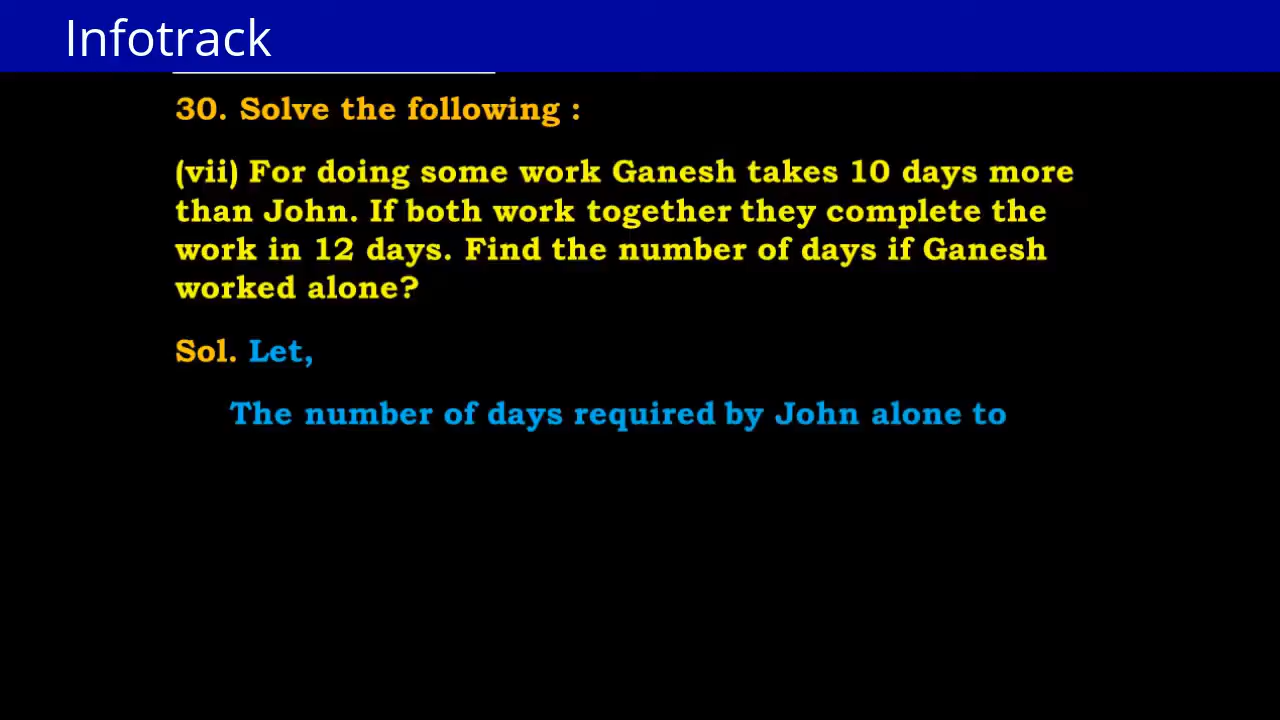 Infotrack
30. Solve the following :
(vii) For doing some work Ganesh takes 10 days more
than John. If both work together they complete the
work in 12 days. Find the number of days if Ganesh
worked alone?
Sol. Let,
The number of days required by John alone to